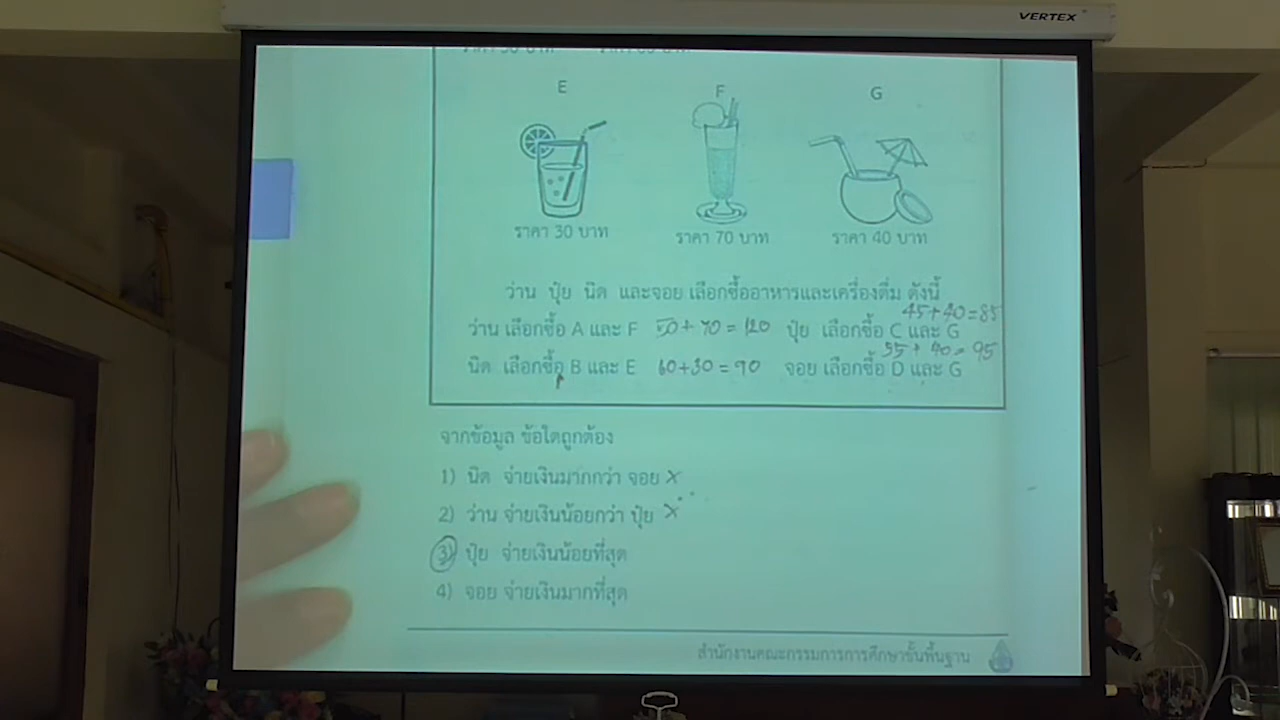 VERTEX
E F G
ราคา 30 บาท ราคา 70 บาท ราคา 40 บาท
ว่าน ปุ้ย นิด และจอย เลือกซื้ออาหารและเครื่องดื่ม ดังนี้
45+40=85
ว่าน เลือกซื้อ A และ F 50+70=120 ปุ้ย เลือกซื้อ C และ G
55+40=95
นิด เลือกซื้อ B และ E 60+30=90 จอย เลือกซื้อ D และ G
จากข้อมูล ข้อใดถูกต้อง
1) นิด จ่ายเงินมากกว่า จอย ×
2) ว่าน จ่ายเงินน้อยกว่า ปุ้ย ×
3) ปุ้ย จ่ายเงินน้อยที่สุด
4) จอย จ่ายเงินมากที่สุด
สำนักงานคณะกรรมการการศึกษาขั้นพื้นฐาน